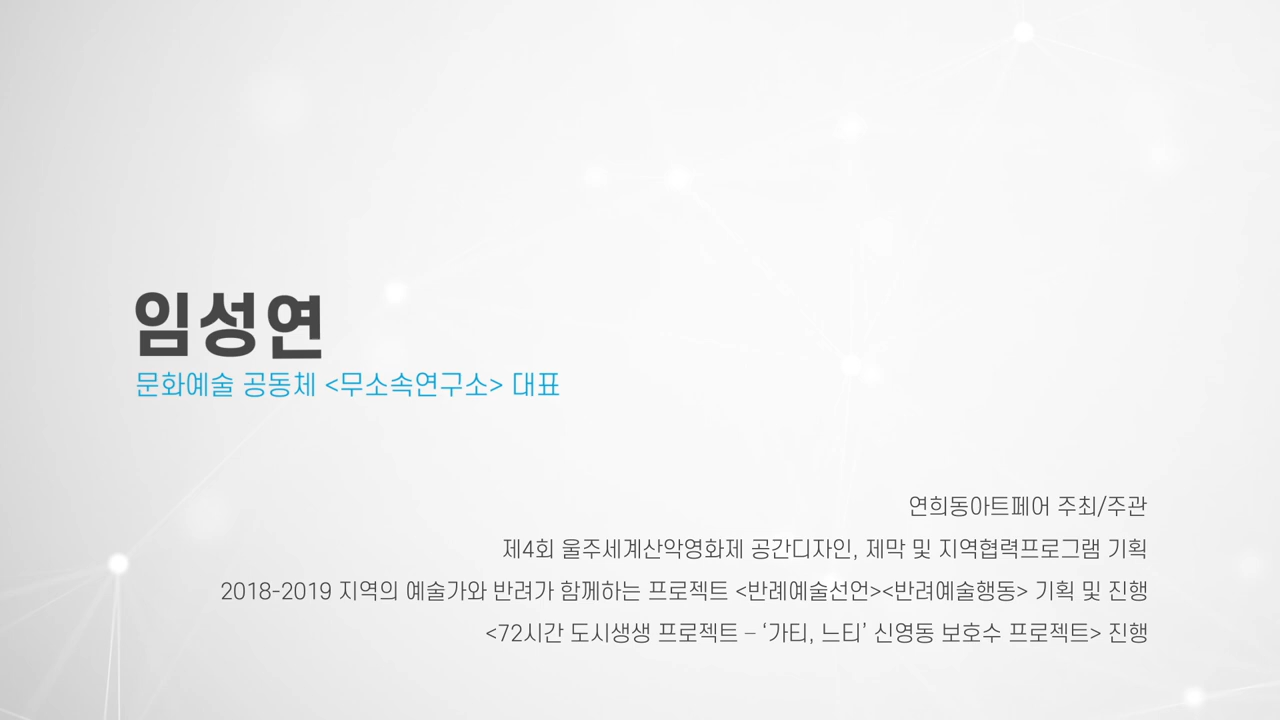 임성연
문화예술 공동체 <무소속연구소> 대표
연희동아트페어 주최/주관
제4회 울주세계산악영화제 공간디자인, 제막 및 지역협력프로그램 기획
2018-2019 지역의 예술가와 반려가 함께하는 프로젝트 <반례예술선언><반려예술행동> 기획 및 진행
<72시간 도시생생 프로젝트 – ‘가티, 느티’ 신영동 보호수 프로젝트> 진행